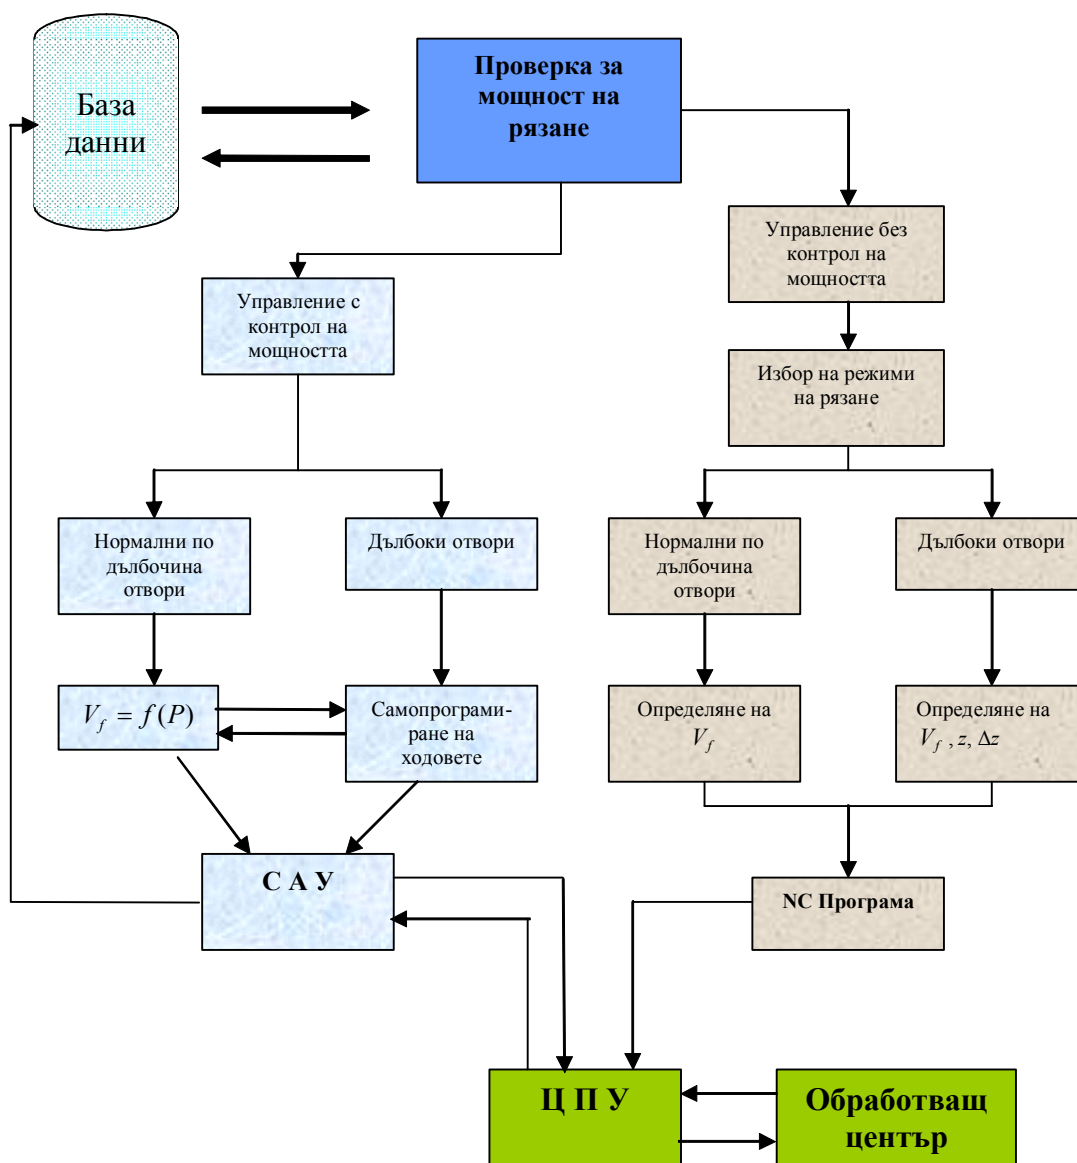 База
данни
Проверка за
мощност на
рязане
Управление без
контрол на
мощността
Управление с
контрол на
мощността
Избор на режими
на рязане
Нормални по
дълбочина
отвори
Дълбоки отвори
Нормални по
дълбочина
отвори
Дълбоки отвори
V_f = f(P)
Самопрограми-
ране на
ходовете
Определяне на
V_f
Определяне на
V_f , z, Δz
С А У
NC Програма
Ц П У
Обработващ
център